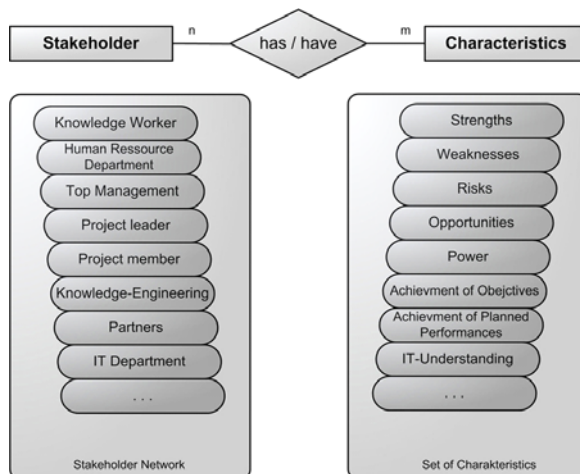 Stakeholder
n
has / have
m
Characteristics
Knowledge Worker
Human Ressource
Department
Top Management
Project leader
Project member
Knowledge-Engineering
Partners
IT Department
. . .
Stakeholder Network
Strengths
Weaknesses
Risks
Opportunities
Power
Achievment of Obejctives
Achievment of Planned
Performances
IT-Understanding
. . .
Set of Charakteristics